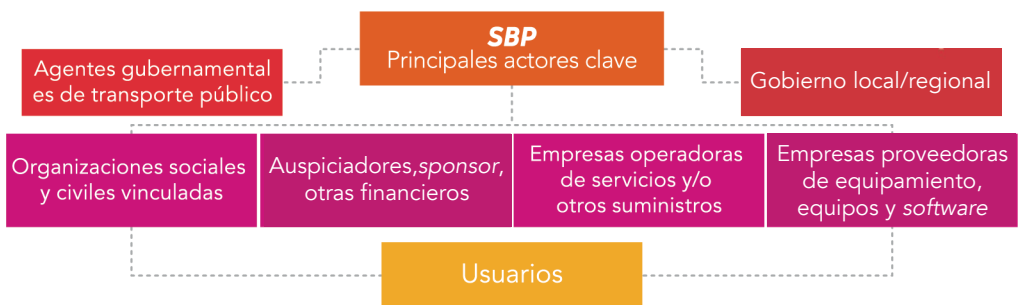 SBP
Principales actores clave
Agentes gubernamental
es de transporte público
Gobierno local/regional
Organizaciones sociales
y civiles vinculadas
Auspiciadores,sponsor,
otras financieros
Empresas operadoras
de servicios y/o
otros suministros
Empresas proveedoras
de equipamiento,
equipos y software
Usuarios